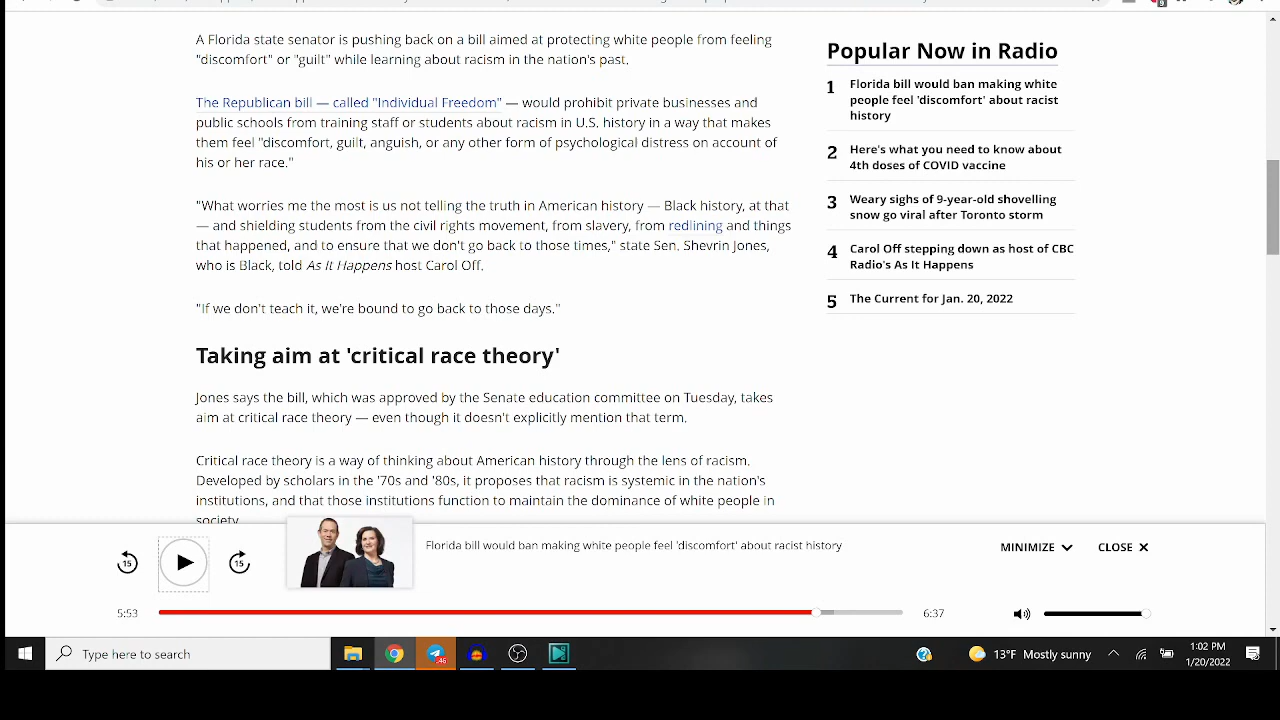 A Florida state senator is pushing back on a bill aimed at protecting white people from feeling
"discomfort" or "guilt" while learning about racism in the nation's past.
The Republican bill — called "Individual Freedom" — would prohibit private businesses and
public schools from training staff or students about racism in U.S. history in a way that makes
them feel "discomfort, guilt, anguish, or any other form of psychological distress on account of
his or her race."
"What worries me the most is us not telling the truth in American history — Black history, at that
— and shielding students from the civil rights movement, from slavery, from redlining and things
that happened, and to ensure that we don't go back to those times," state Sen. Shevrin Jones,
who is Black, told As It Happens host Carol Off.
"If we don't teach it, we're bound to go back to those days."
Taking aim at 'critical race theory'
Jones says the bill, which was approved by the Senate education committee on Tuesday, takes
aim at critical race theory — even though it doesn't explicitly mention that term.
Critical race theory is a way of thinking about American history through the lens of racism.
Developed by scholars in the '70s and '80s, it proposes that racism is systemic in the nation's
institutions, and that those institutions function to maintain the dominance of white people in
society.
Popular Now in Radio
1 Florida bill would ban making white
people feel 'discomfort' about racist
history
2 Here's what you need to know about
4th doses of COVID vaccine
3 Weary sighs of 9-year-old shovelling
snow go viral after Toronto storm
4 Carol Off stepping down as host of CBC
Radio's As It Happens
5 The Current for Jan. 20, 2022
15
15
Florida bill would ban making white people feel 'discomfort' about racist history
MINIMIZE
CLOSE
5:53
6:37
Type here to search
13°F Mostly sunny
1:02 PM
1/20/2022